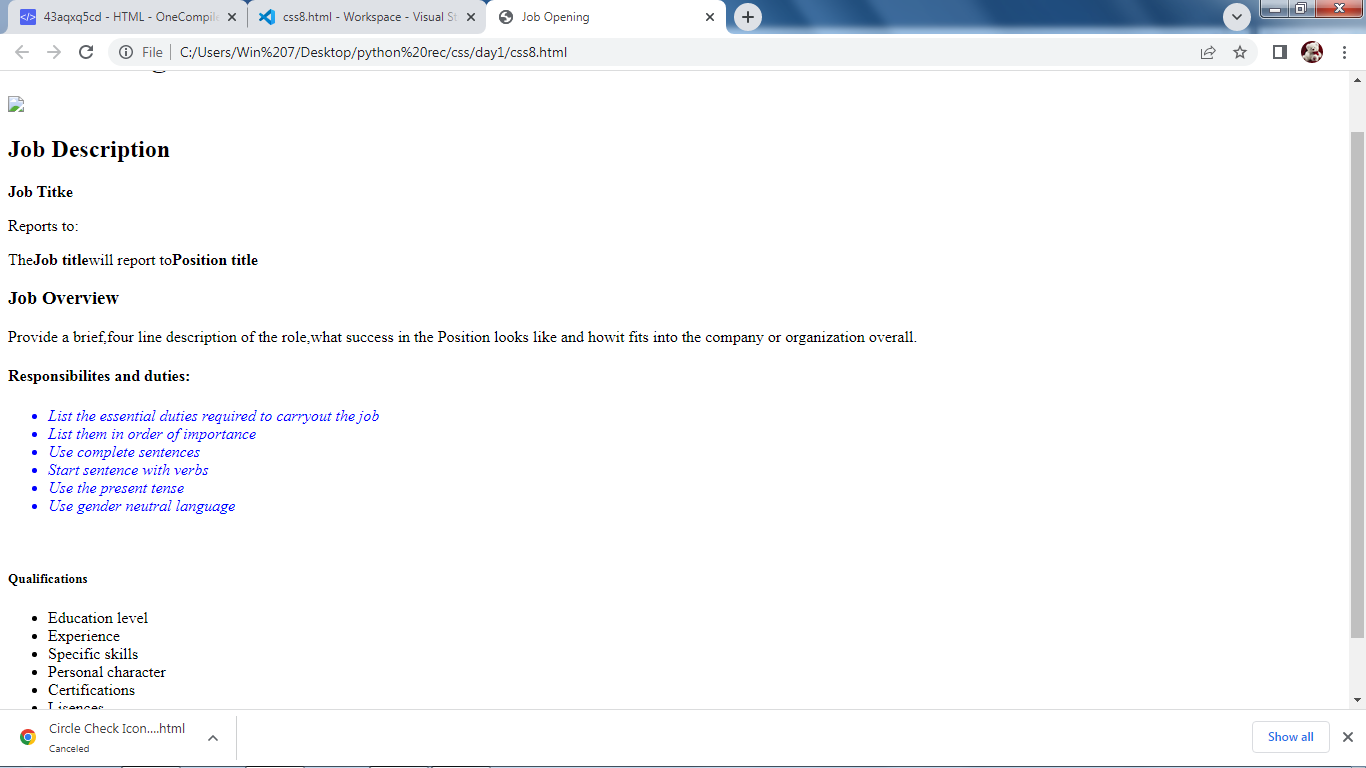 43aqxq5cd - HTML - OneCompile
css8.html - Workspace - Visual St
Job Opening
File
C:/Users/Win%207/Desktop/python%20rec/css/day1/css8.html
Job Description
Job Titke
Reports to:
TheJob titlewill report toPosition title
Job Overview
Provide a brief,four line description of the role,what success in the Position looks like and howit fits into the company or organization overall.
Responsibilites and duties:
• List the essential duties required to carryout the job
• List them in order of importance
• Use complete sentences
• Start sentence with verbs
• Use the present tense
• Use gender neutral language
Qualifications
• Education level
• Experience
• Specific skills
• Personal character
• Certifications
• Lisences
Circle Check Icon....html
Canceled
Show all